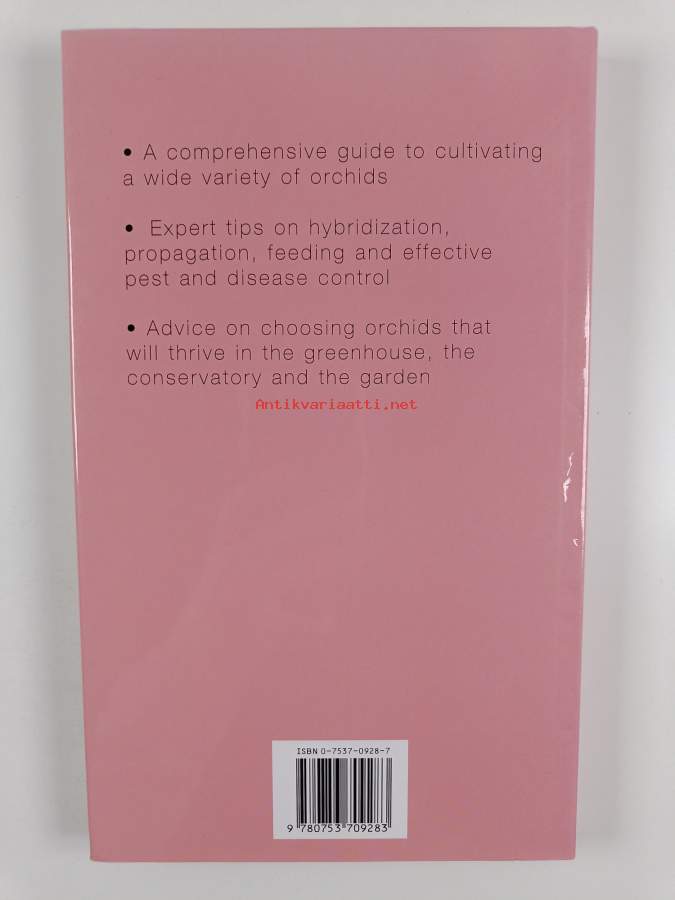 • A comprehensive guide to cultivating
a wide variety of orchids
• Expert tips on hybridization,
propagation, feeding and effective
pest and disease control
• Advice on choosing orchids that
will thrive in the greenhouse, the
conservatory and the garden
Antikvariaatti.net
ISBN 0-7537-0928-7
9 780753 709283